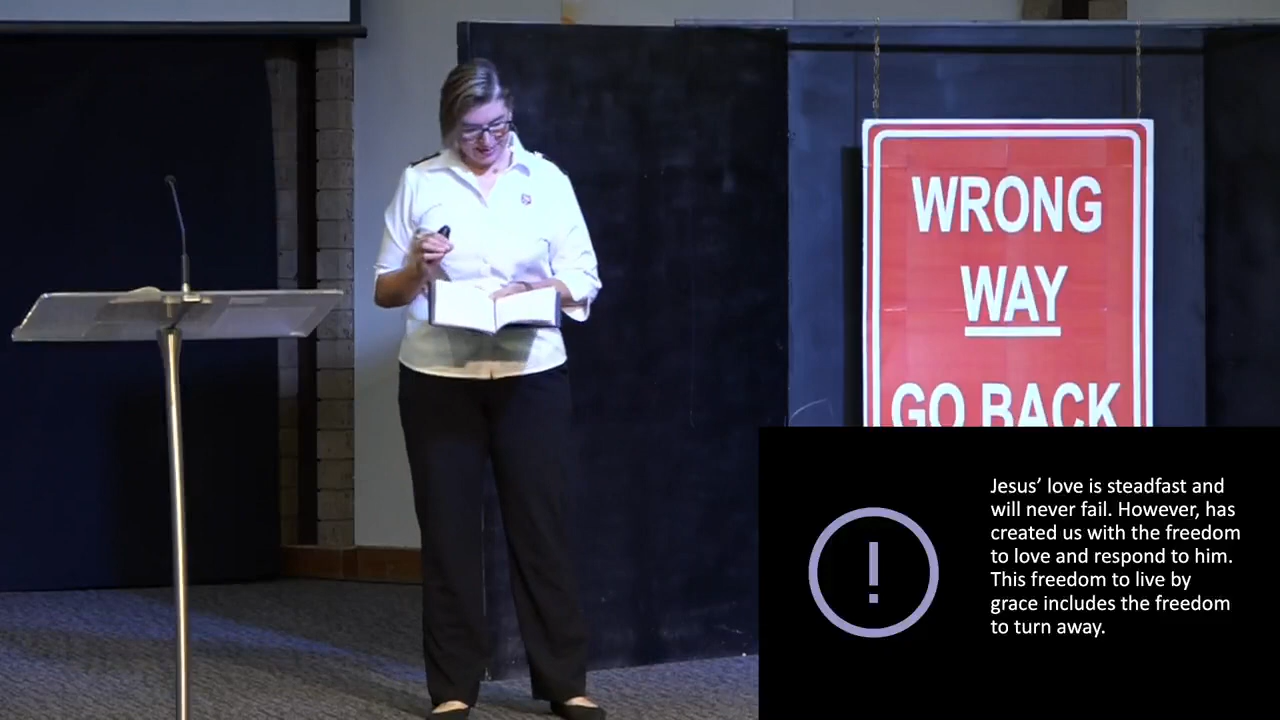 WRONG
WAY
GO BACK
Jesus’ love is steadfast and
will never fail. However, has
created us with the freedom
to love and respond to him.
This freedom to live by
grace includes the freedom
to turn away.